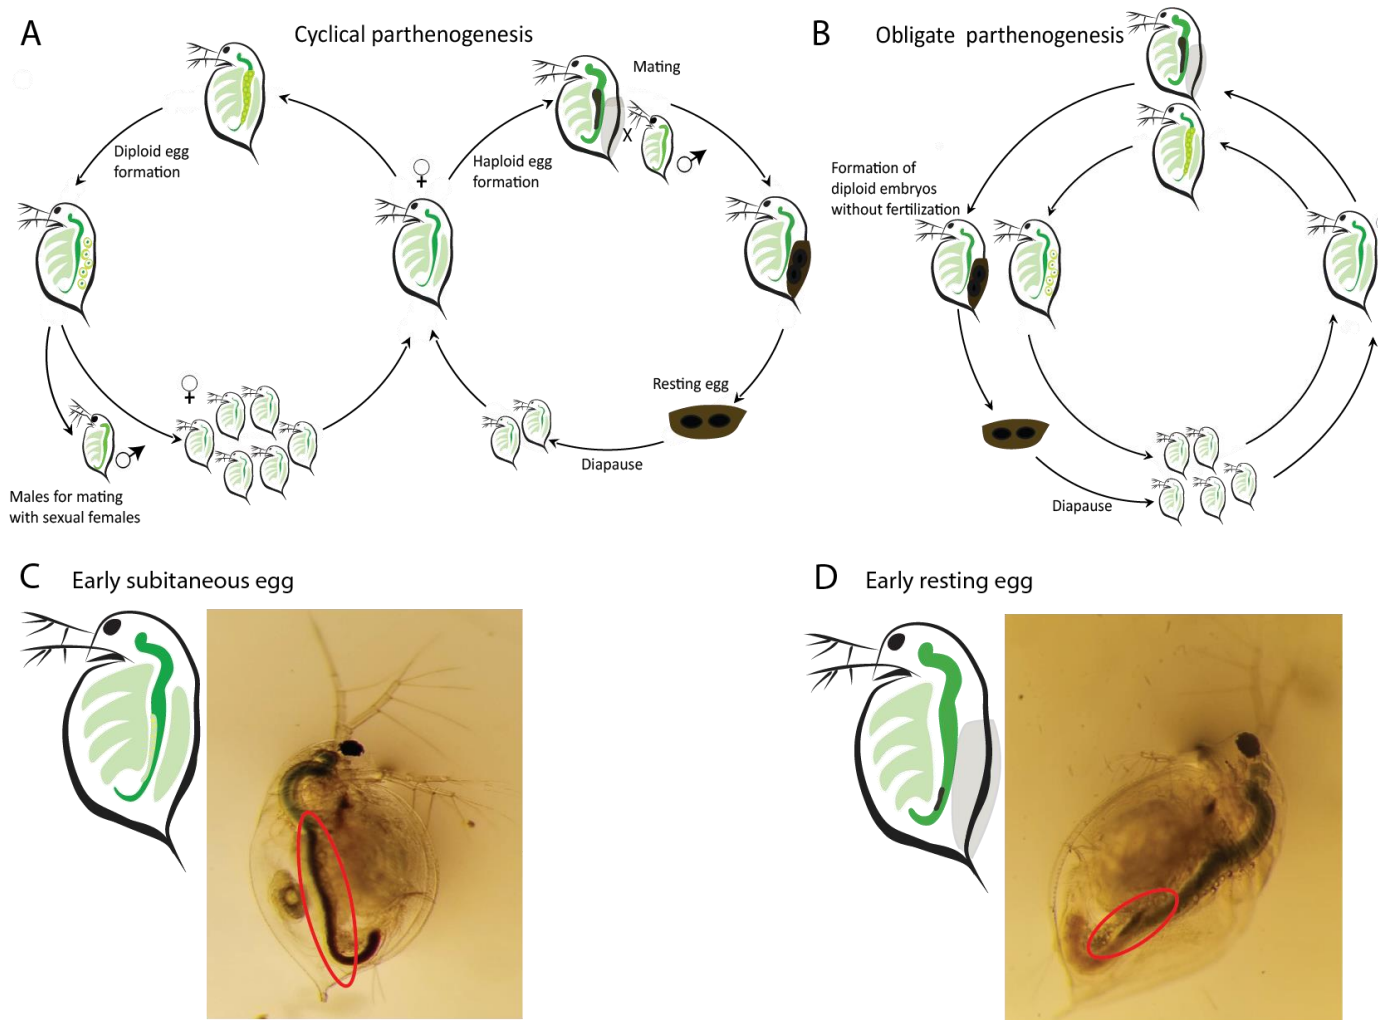 A
Cyclical parthenogenesis
Mating
Diploid egg
formation
Haploid egg
formation
X
Resting egg
Diapause
Males for mating
with sexual females
B
Obligate parthenogenesis
Formation of
diploid embryos
without fertilization
Diapause
C
Early subitaneous egg
D
Early resting egg